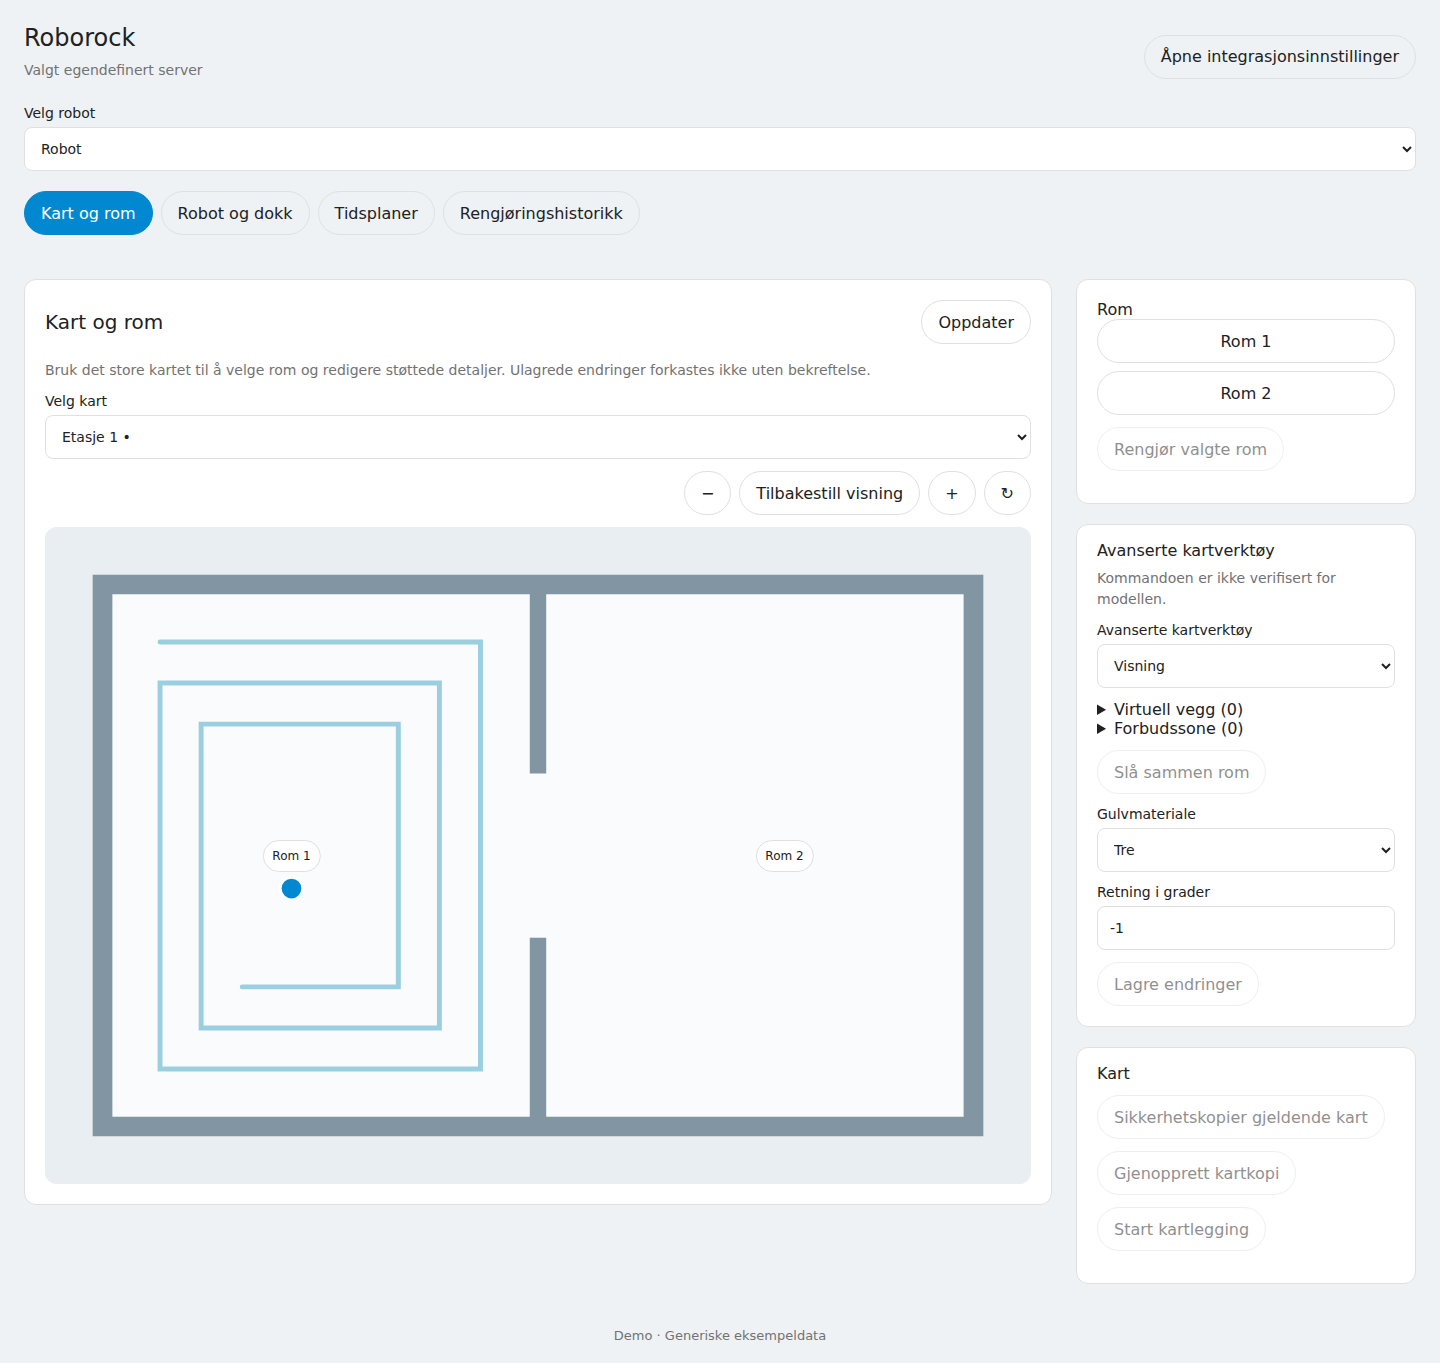 Roborock
Valgt egendefinert server
Åpne integrasjonsinnstillinger
Velg robot
Robot
Kart og rom
Robot og dokk
Tidsplaner
Rengjøringshistorikk
Kart og rom
Oppdater
Bruk det store kartet til å velge rom og redigere støttede detaljer. Ulagrede endringer forkastes ikke uten bekreftelse.
Velg kart
Etasje 1 •
−
Tilbakestill visning
+
↻
Rom 1
Rom 2
Rom
Rom 1
Rom 2
Rengjør valgte rom
Avanserte kartverktøy
Kommandoen er ikke verifisert for
modellen.
Avanserte kartverktøy
Visning
Virtuell vegg (0)
Forbudssone (0)
Slå sammen rom
Gulvmateriale
Tre
Retning i grader
-1
Lagre endringer
Kart
Sikkerhetskopier gjeldende kart
Gjenopprett kartkopi
Start kartlegging
Demo · Generiske eksempeldata